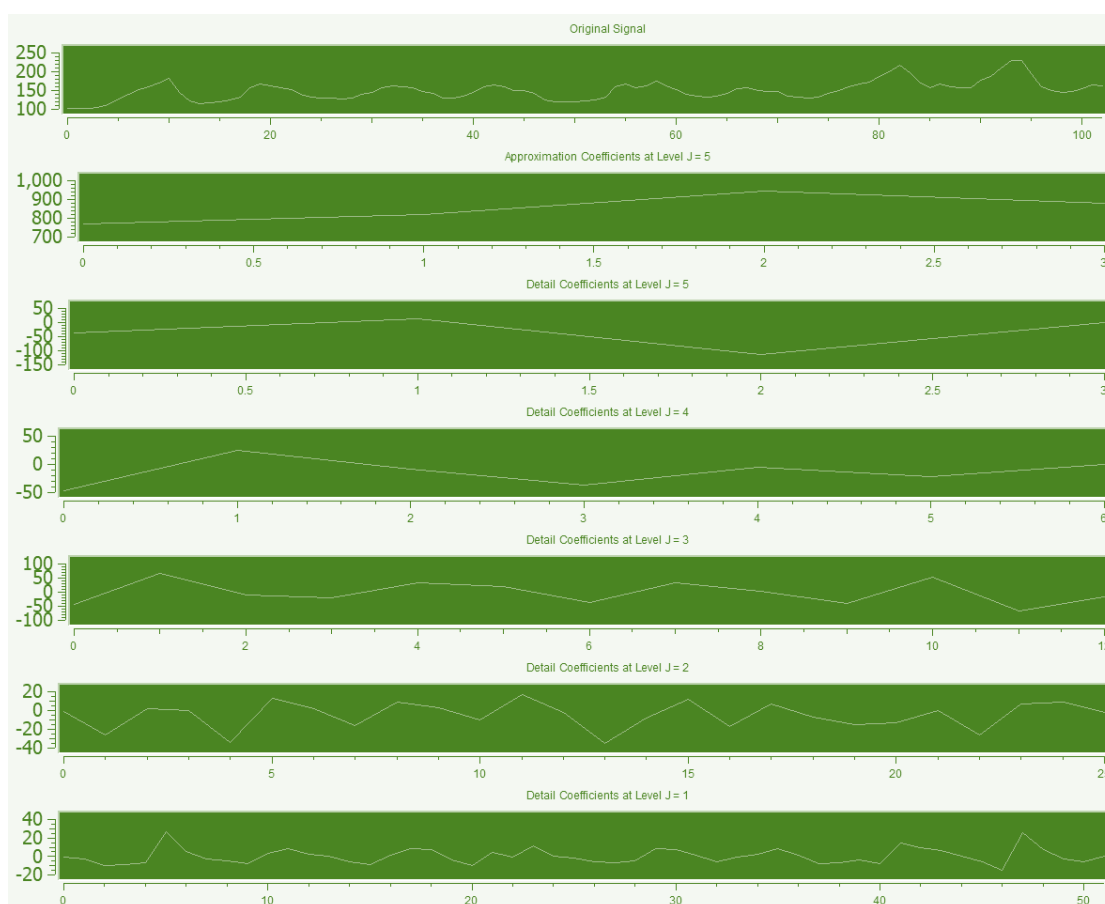 Original Signal
250
200
150
100
0 20 40 60 80 100
Approximation Coefficients at Level J = 5
1,000
900
800
700
0 0.5 1 1.5 2 2.5 3
Detail Coefficients at Level J = 5
50
0
-50
-100
-150
0 0.5 1 1.5 2 2.5 3
Detail Coefficients at Level J = 4
50
0
-50
0 1 2 3 4 5 6
Detail Coefficients at Level J = 3
100
50
0
-50
-100
0 2 4 6 8 10
Detail Coefficients at Level J = 2
20
0
-20
-40
0 5 10 15 20
Detail Coefficients at Level J = 1
40
20
0
-20
0 10 20 30 40 50